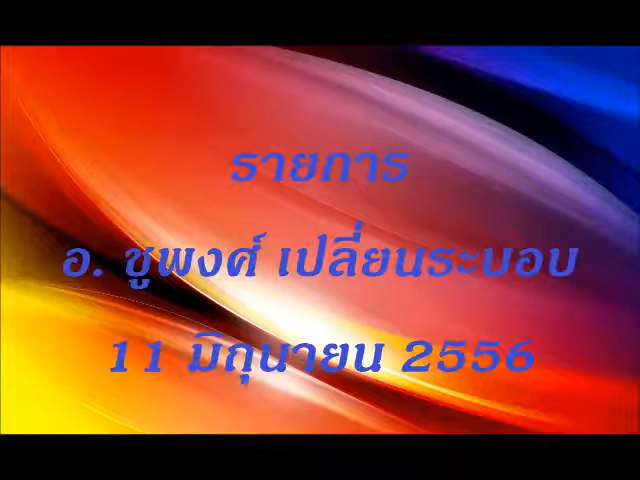 รายการ
อ. ชูพงศ์ เปลี่ยนระบอบ
11 มิถุนายน 2556